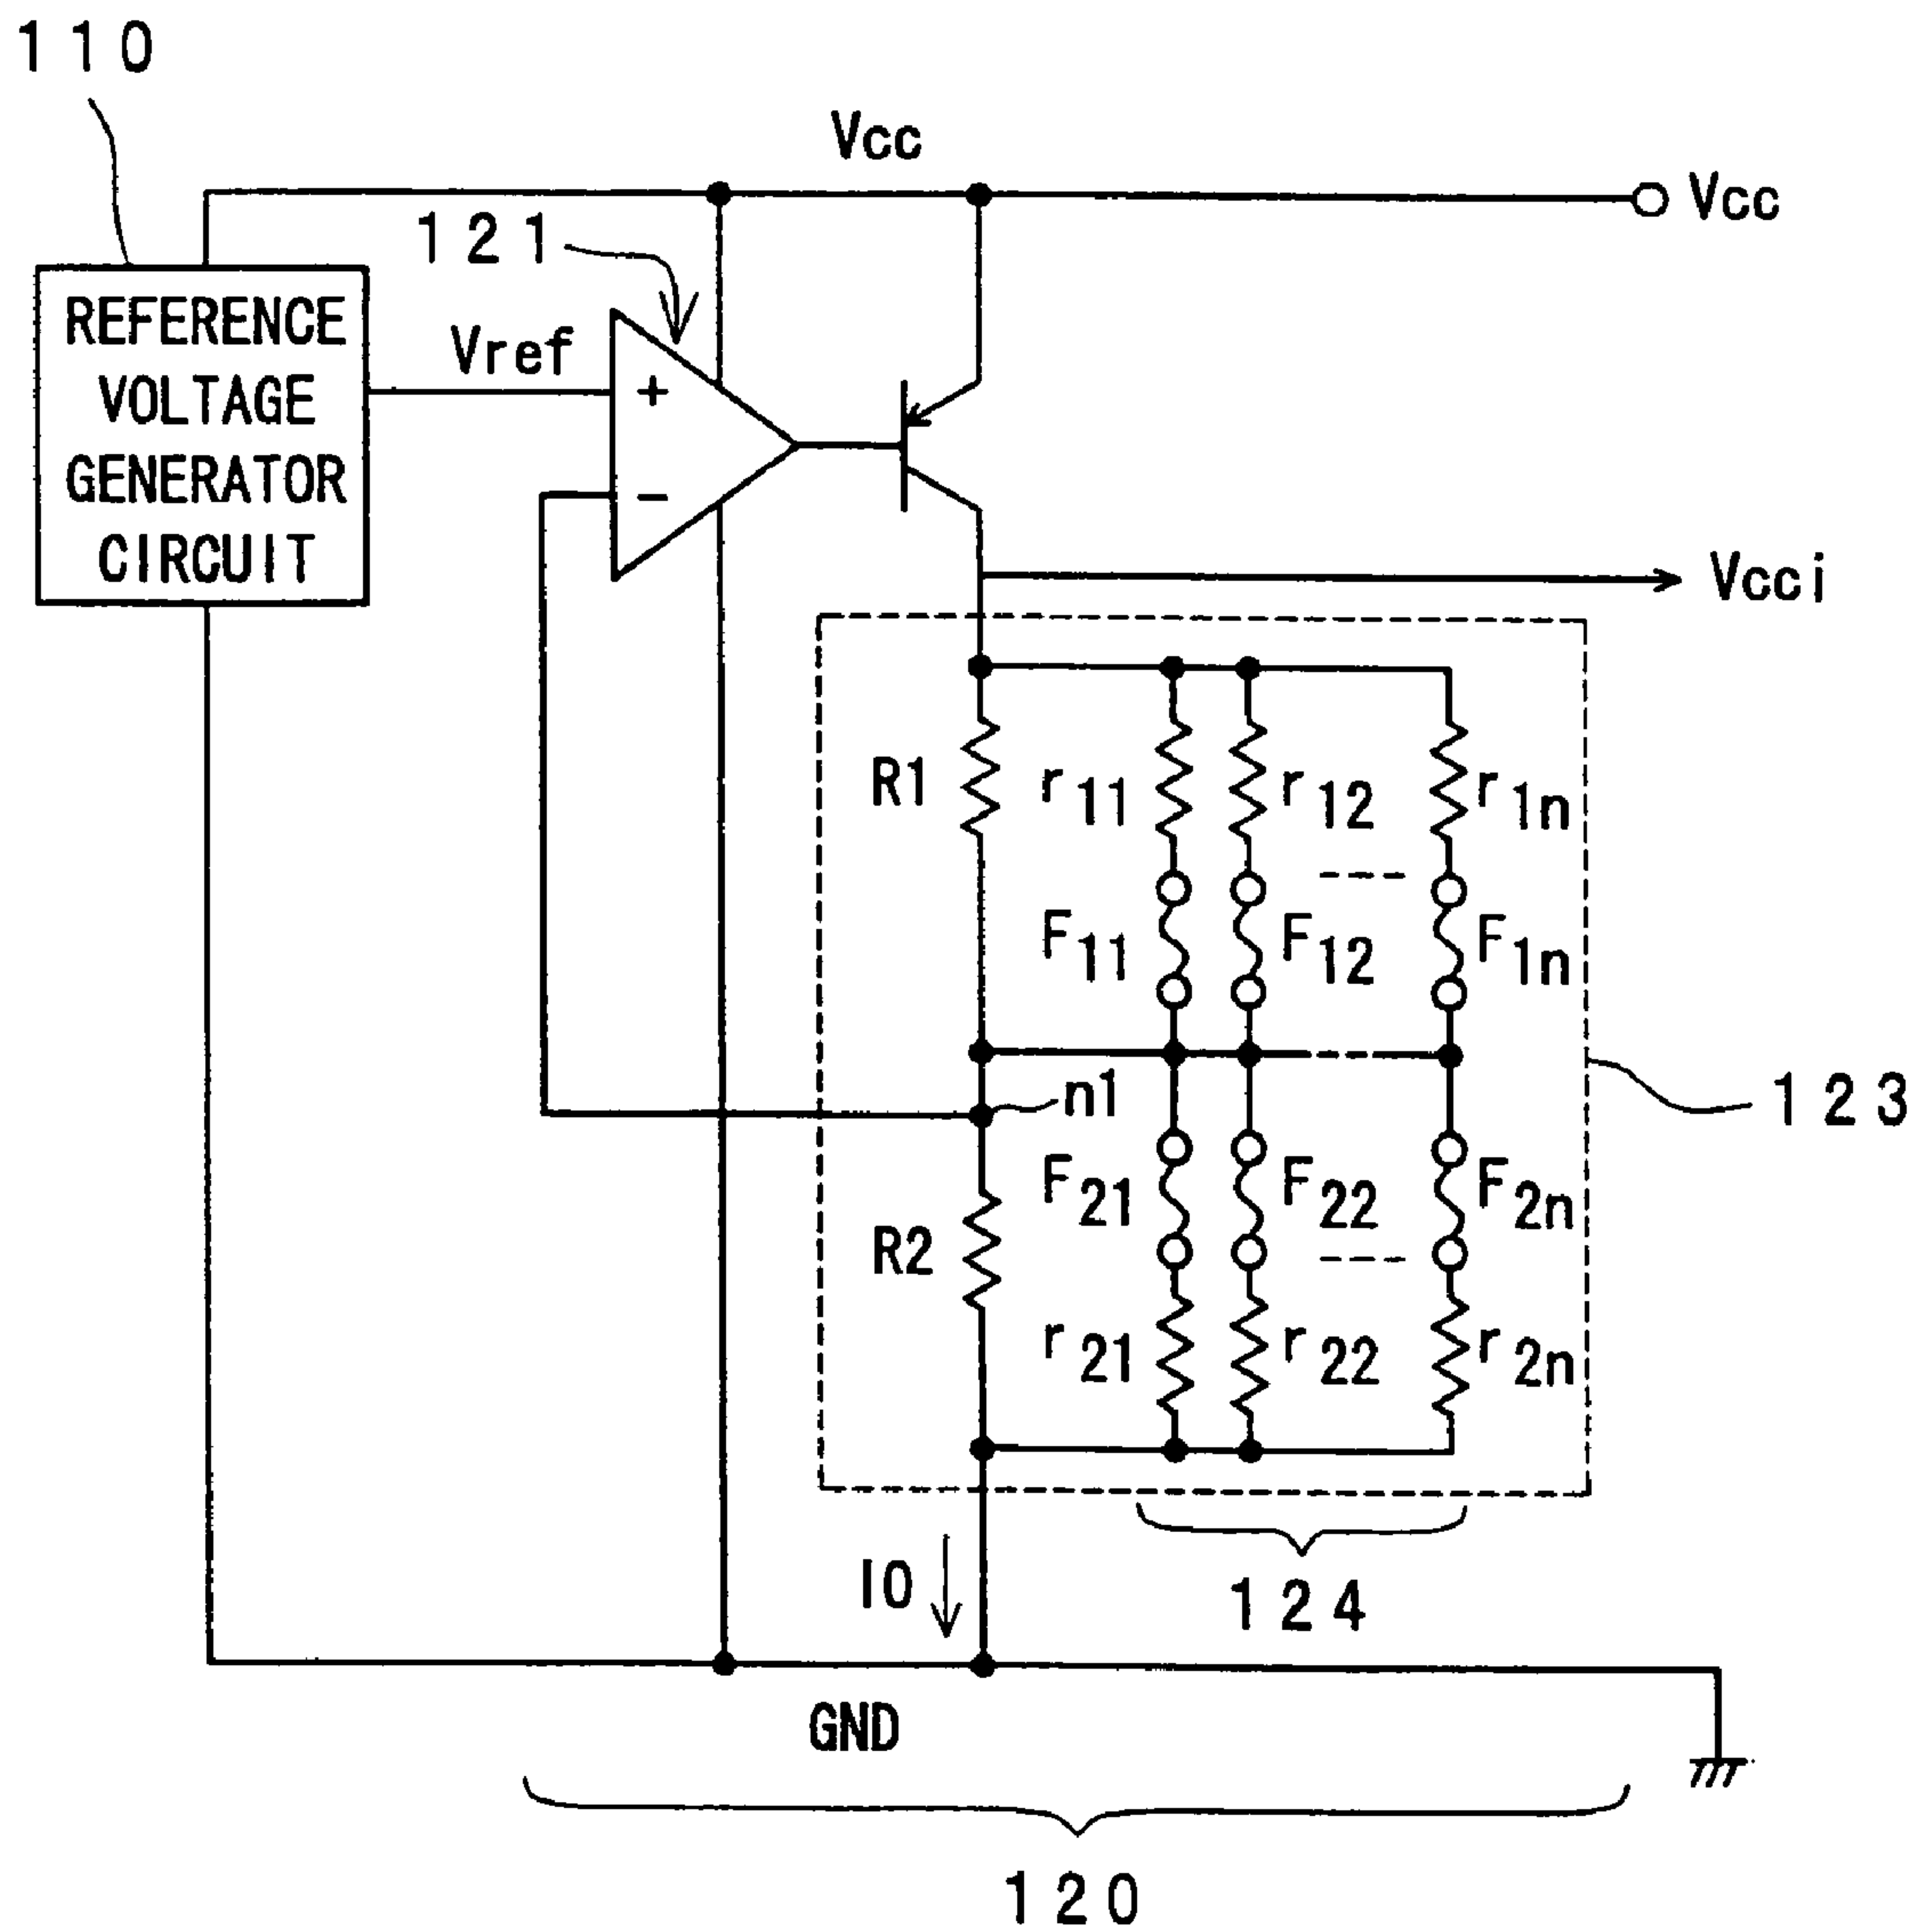 110
Vcc
Vcc
121
REFERENCE
VOLTAGE
GENERATOR
CIRCUIT
Vref
+
−
Vcci
R1
r11
r12
r1n
F11
F12
F1n
n1
123
F21
F22
F2n
R2
r21
r22
r2n
I0
124
GND
120